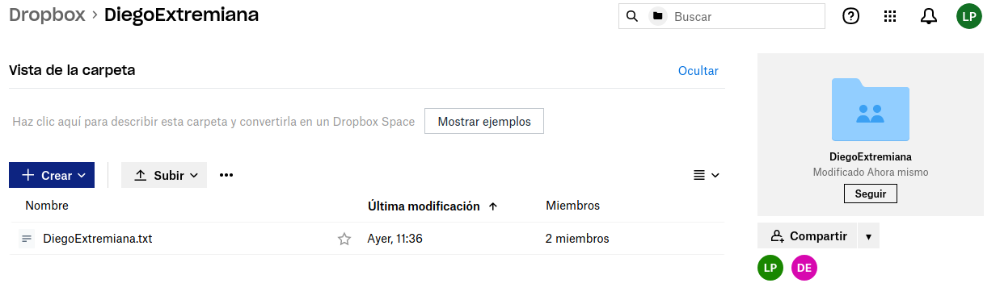 Dropbox › DiegoExtremiana
Buscar
LP
Vista de la carpeta
Ocultar
Haz clic aquí para describir esta carpeta y convertirla en un Dropbox Space
Mostrar ejemplos
Crear
Subir
Nombre
Última modificación
Miembros
DiegoExtremiana.txt
Ayer, 11:36
2 miembros
DiegoExtremiana
Modificado Ahora mismo
Seguir
Compartir
LP
DE